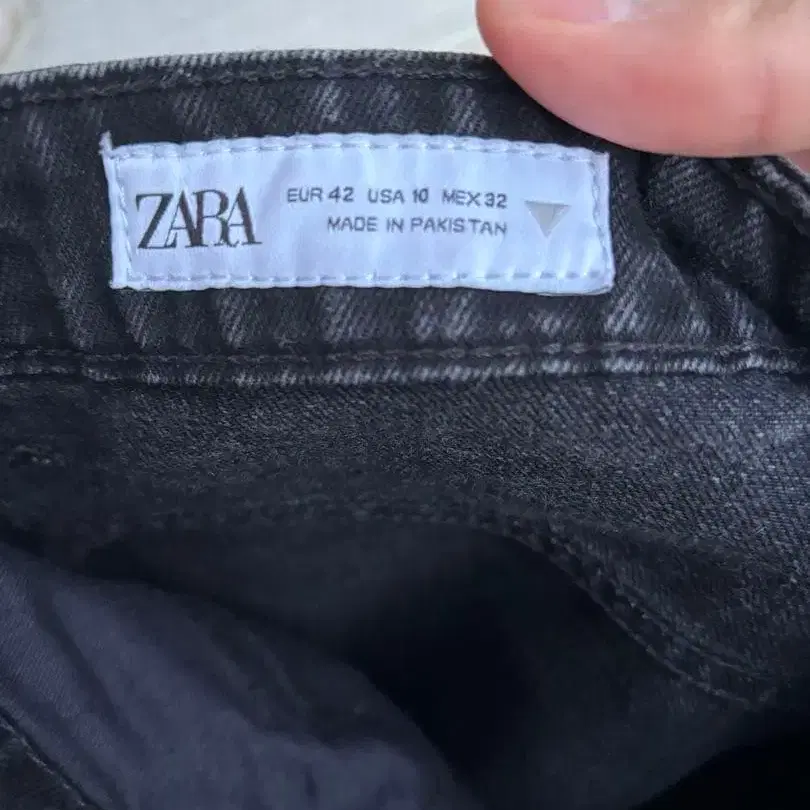 ZARA
EUR 42 USA 10 MEX 32
MADE IN PAKISTAN